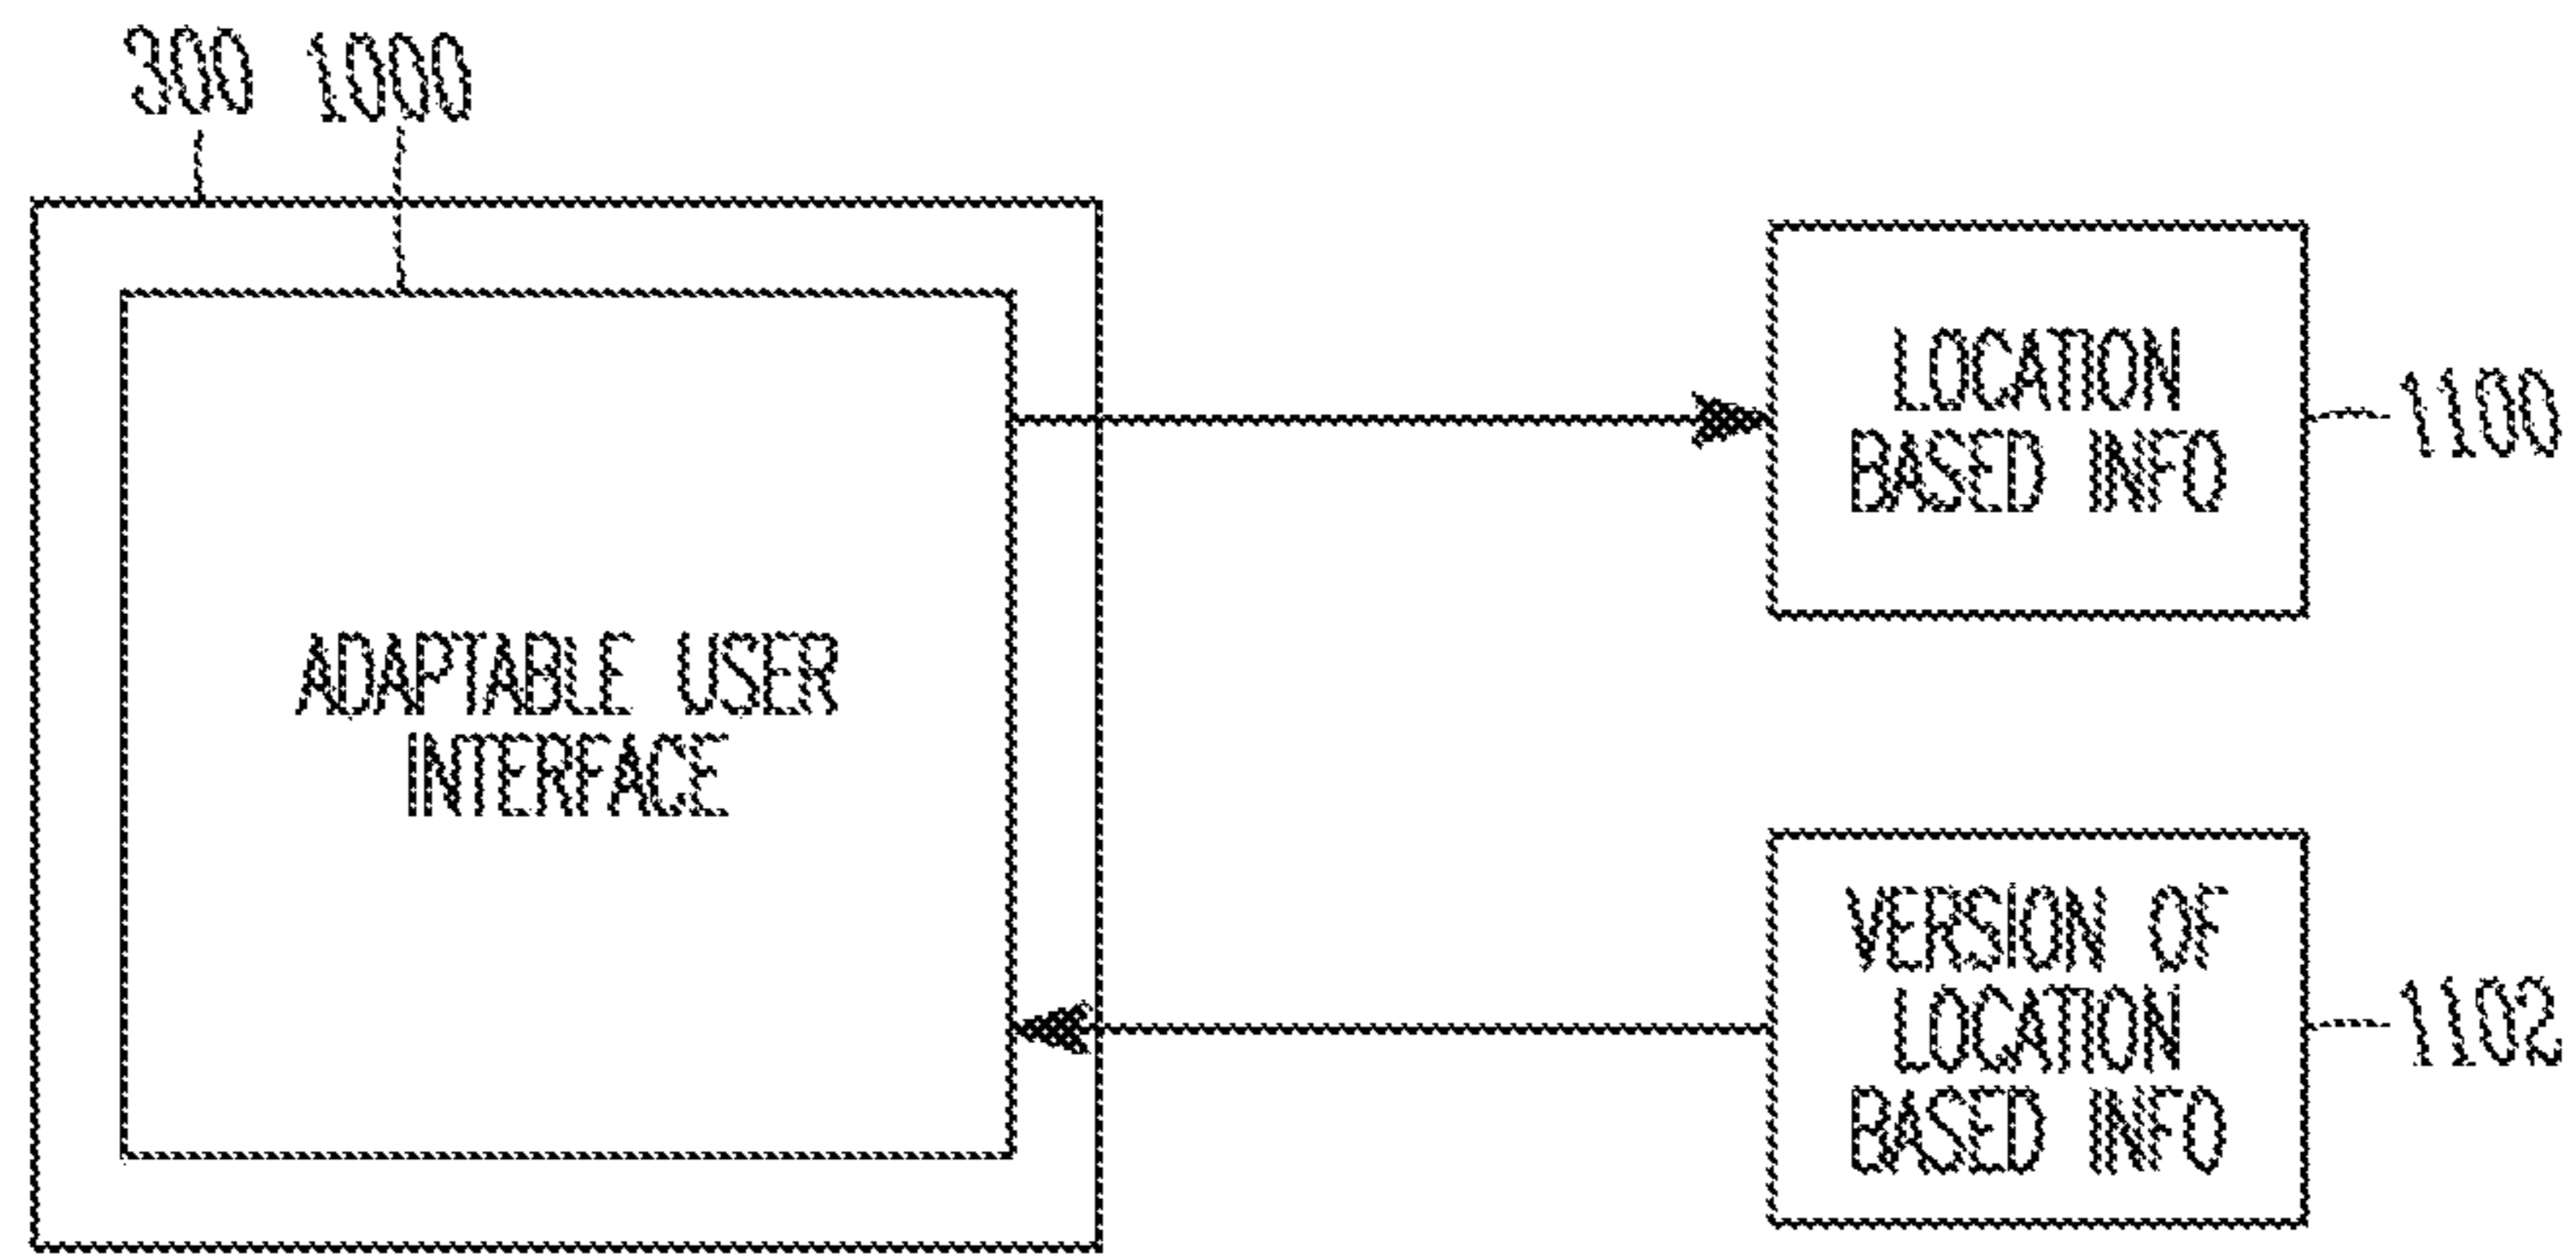 300 1000
LOCATION
BASED INFO
1100
ADAPTABLE USER
INTERFACE
VERSION OF
LOCATION
BASED INFO
1102